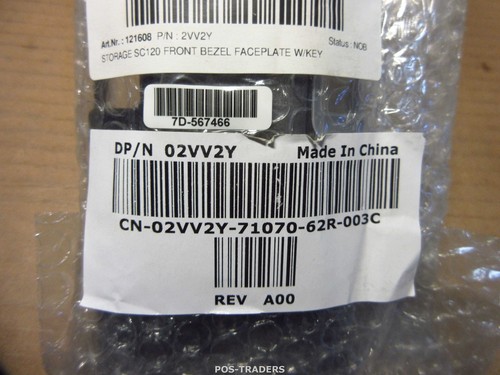 Art.Nr.: 121608 P/N : 2VV2Y Status : NOB
STORAGE SC120 FRONT BEZEL FACEPLATE W/KEY
7D-567466
DP/N 02VV2Y Made In China
CN-02VV2Y-71070-62R-003C
REV A00
POS-TRADERS